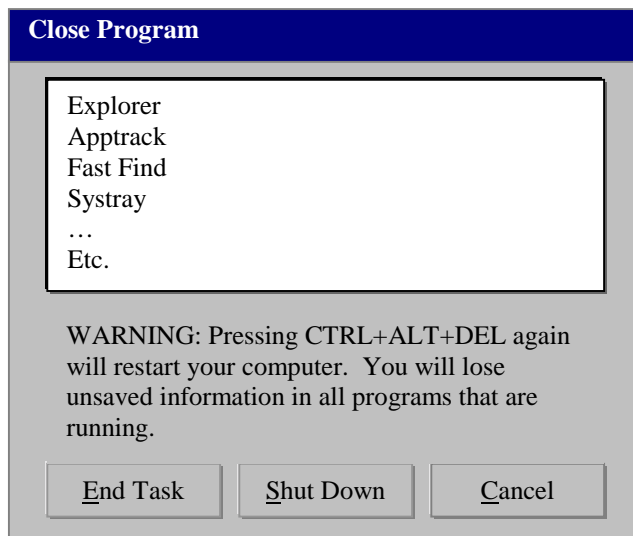 Close Program
Explorer
Apptrack
Fast Find
Systray
…
Etc.
WARNING: Pressing CTRL+ALT+DEL again
will restart your computer.  You will lose
unsaved information in all programs that are
running.
End Task
Shut Down
Cancel